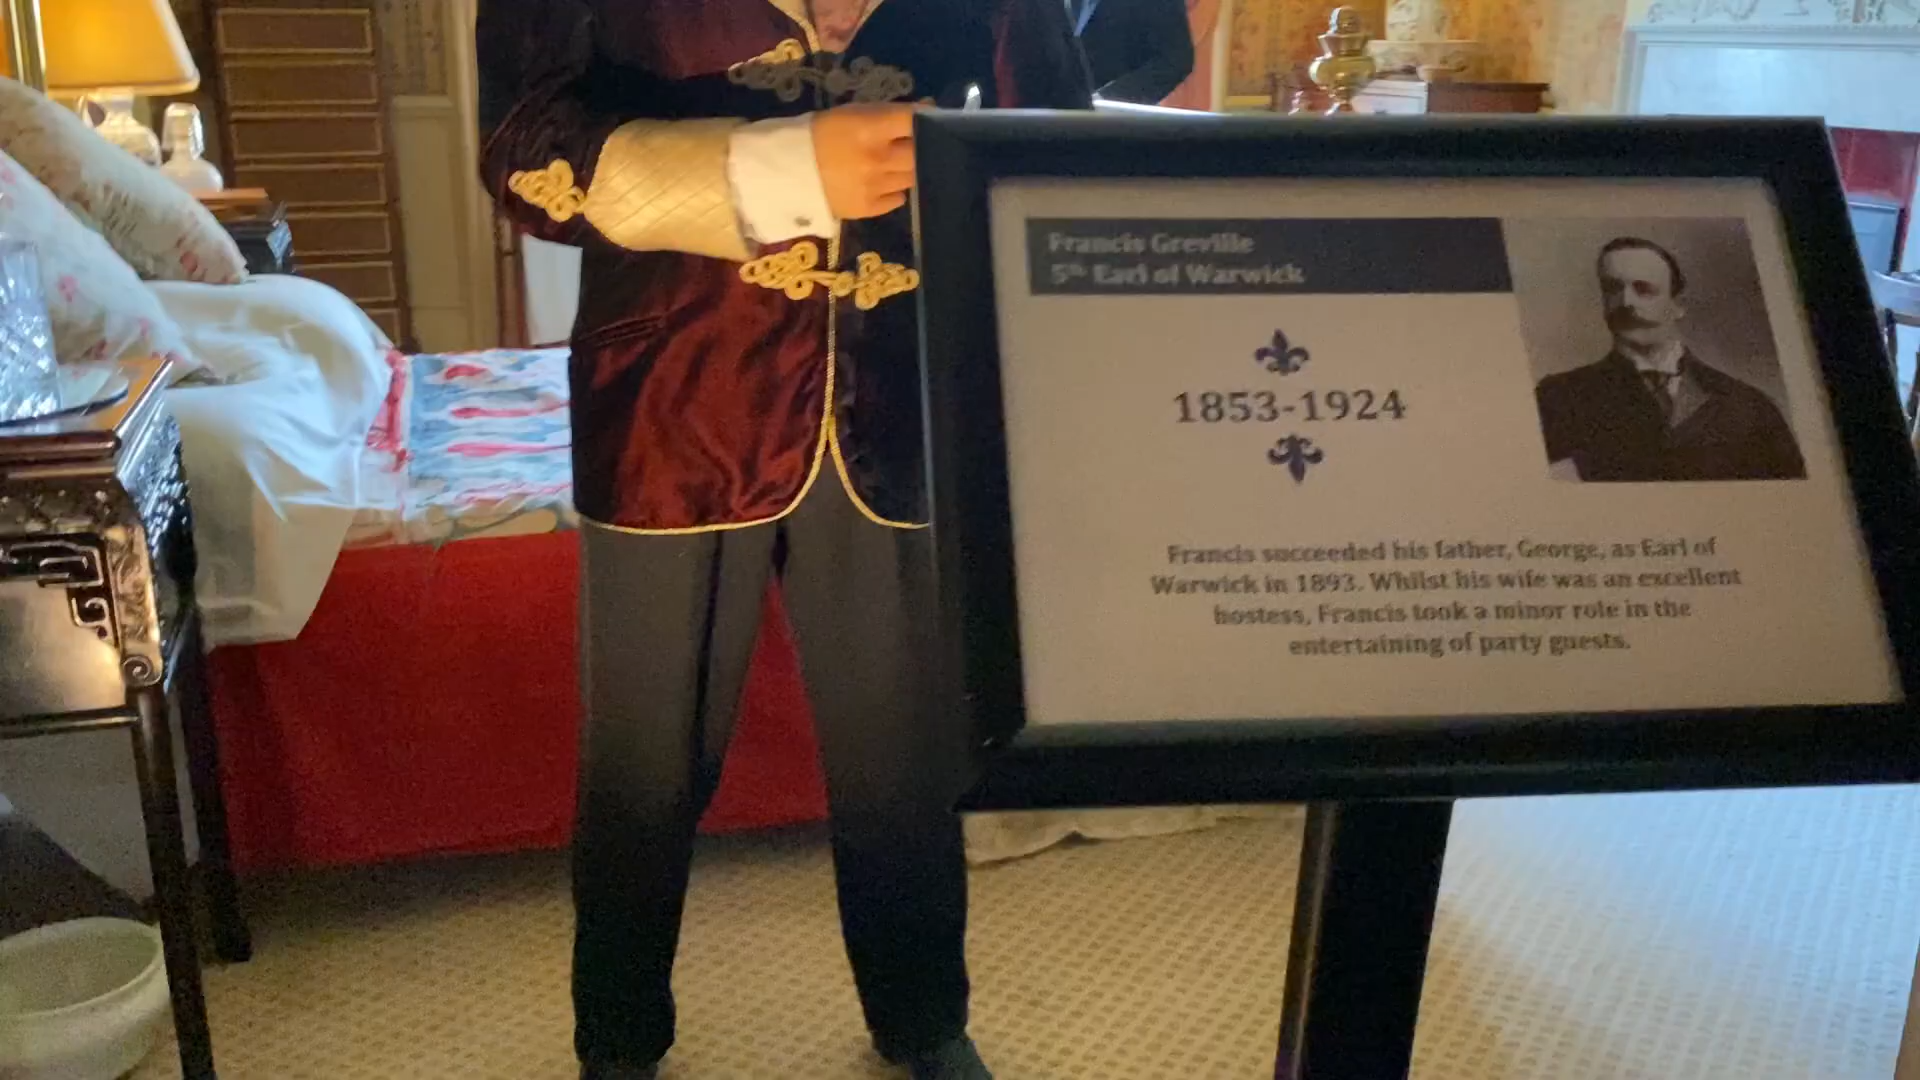 Francis Greville
5th Earl of Warwick
1853-1924
Francis succeeded his father, George, as Earl of
Warwick in 1893. Whilst his wife was an excellent
hostess, Francis took a minor role in the
entertaining of party guests.